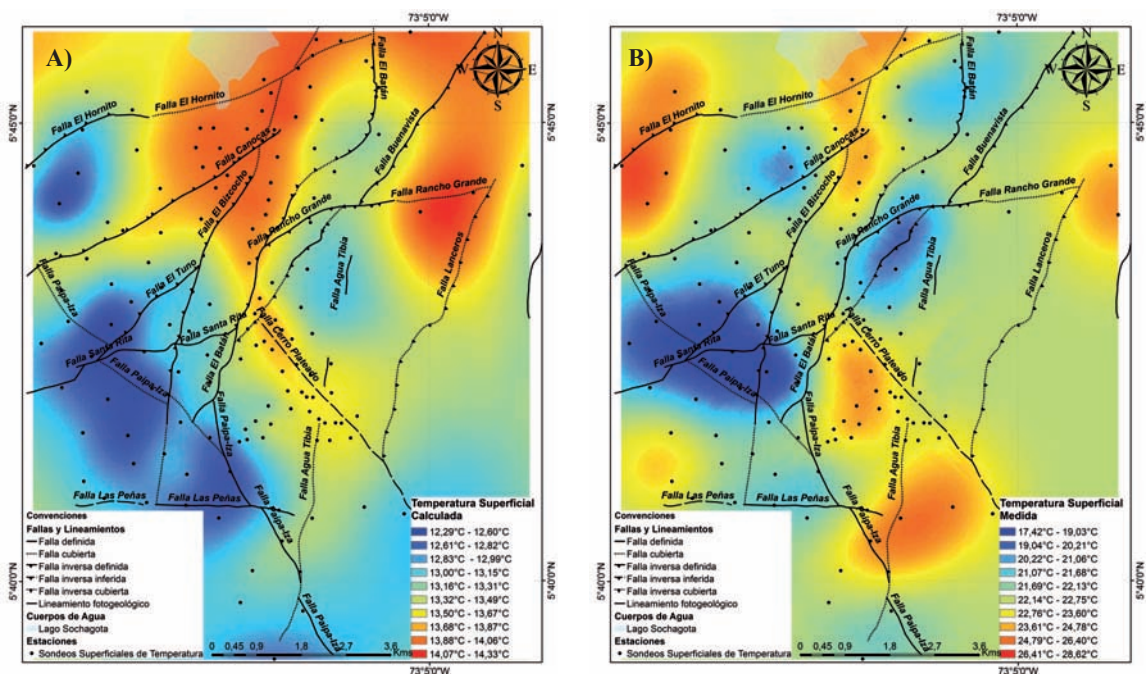 73°5'0"W
A)
N
W
E
S
5°45'0"N
Falla El Hornito
Falla El Hornito
Falla El Batán
Falla Buenavista
Falla Canocas
Falla El Bizcocho
Falla Rancho Grande
Falla Rancho Grande
Falla Agua Tibia
Falla Lanceros
Falla Paipa-Iza
Falla El Tuno
Falla Santa Rita
Falla Santa Rita
Falla Cerro Plateado
Falla El Batán
Falla Paipa-Iza
Falla Paipa-Iza
Falla Agua Tibia
Falla Las Peñas
Falla Las Peñas
Falla Paipa-Iza
Falla Paipa-Iza
5°40'0"N
Convenciones
Fallas y Lineamientos
Falla definida
Falla cubierta
Falla inversa definida
Falla inversa inferida
Falla inversa cubierta
Lineamiento fotogeológico
Cuerpos de Agua
Lago Sochagota
Estaciones
Sondeos Superficiales de Temperatura
Temperatura Superficial
Calculada
12,29°C - 12,60°C
12,61°C - 12,82°C
12,83°C - 12,99°C
13,00°C - 13,15°C
13,16°C - 13,31°C
13,32°C - 13,49°C
13,50°C - 13,67°C
13,68°C - 13,87°C
13,88°C - 14,06°C
14,07°C - 14,33°C
0 0,45 0,9 1,8 2,7 3,6
Kms
73°5'0"W
73°5'0"W
B)
N
W
E
S
5°45'0"N
Falla El Hornito
Falla El Hornito
Falla El Batán
Falla Buenavista
Falla Canocas
Falla El Bizcocho
Falla Rancho Grande
Falla Rancho Grande
Falla Agua Tibia
Falla Lanceros
Falla Paipa-Iza
Falla El Tuno
Falla Santa Rita
Falla Santa Rita
Falla Cerro Plateado
Falla El Batán
Falla Paipa-Iza
Falla Paipa-Iza
Falla Agua Tibia
Falla Las Peñas
Falla Las Peñas
Falla Paipa-Iza
Falla Paipa-Iza
5°40'0"N
Convenciones
Fallas y Lineamientos
Falla definida
Falla cubierta
Falla inversa definida
Falla inversa inferida
Falla inversa cubierta
Lineamiento fotogeológico
Cuerpos de Agua
Lago Sochagota
Estaciones
Sondeos Superficiales de Temperatura
Temperatura Superficial
Medida
17,42°C - 19,03°C
19,04°C - 20,21°C
20,22°C - 21,06°C
21,07°C - 21,68°C
21,69°C - 22,13°C
22,14°C - 22,75°C
22,76°C - 23,60°C
23,61°C - 24,78°C
24,79°C - 26,40°C
26,41°C - 28,62°C
0 0,45 0,9 1,8 2,7 3,6
Kms
73°5'0"W